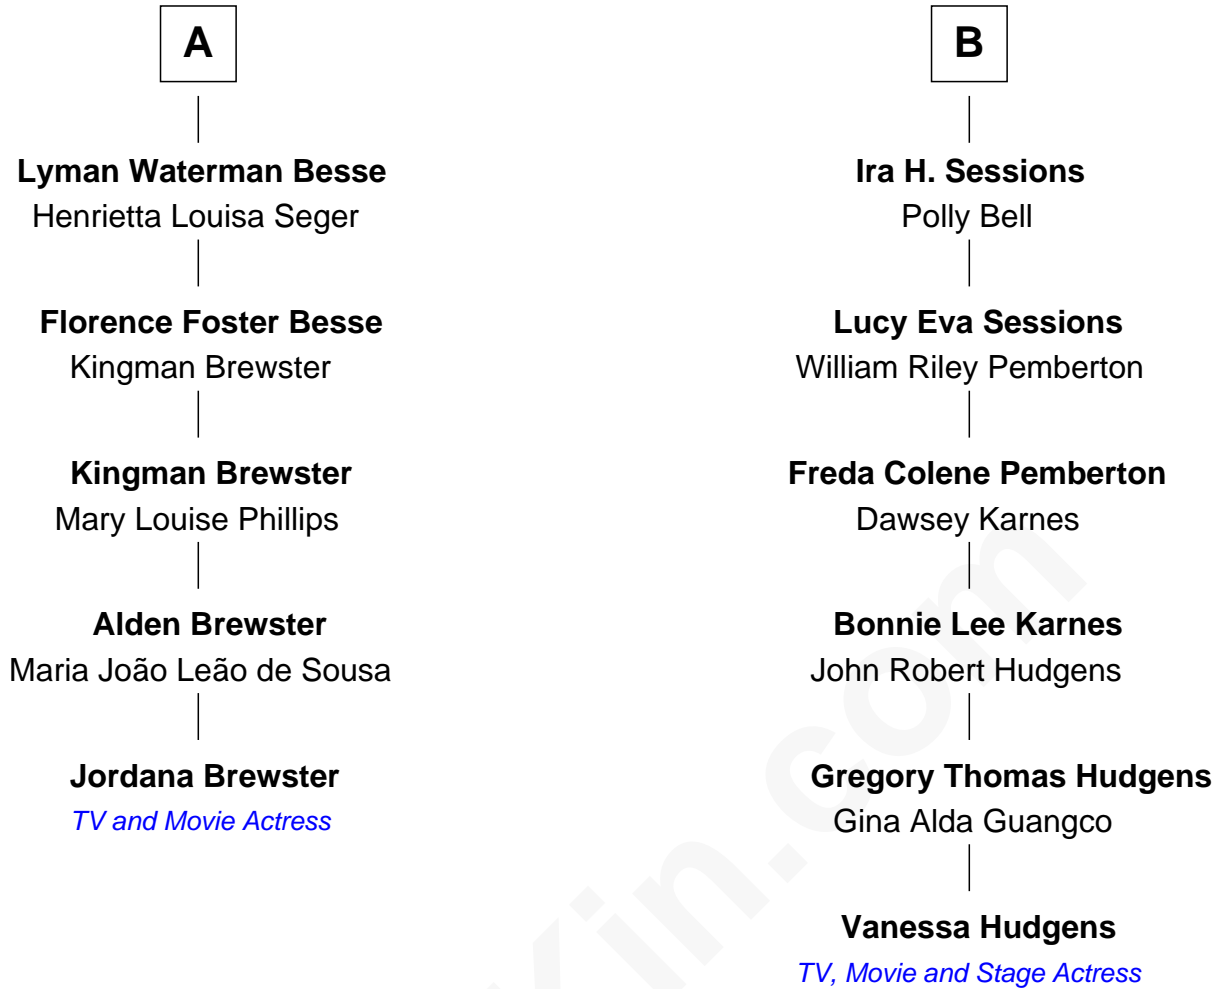 A
Lyman Waterman Besse
Henrietta Louisa Seger
Florence Foster Besse
Kingman Brewster
Kingman Brewster
Mary Louise Phillips
Alden Brewster
Maria João Leão de Sousa
Jordana Brewster
TV and Movie Actress
B
Ira H. Sessions
Polly Bell
Lucy Eva Sessions
William Riley Pemberton
Freda Colene Pemberton
Dawsey Karnes
Bonnie Lee Karnes
John Robert Hudgens
Gregory Thomas Hudgens
Gina Alda Guangco
Vanessa Hudgens
TV, Movie and Stage Actress
Kin.com